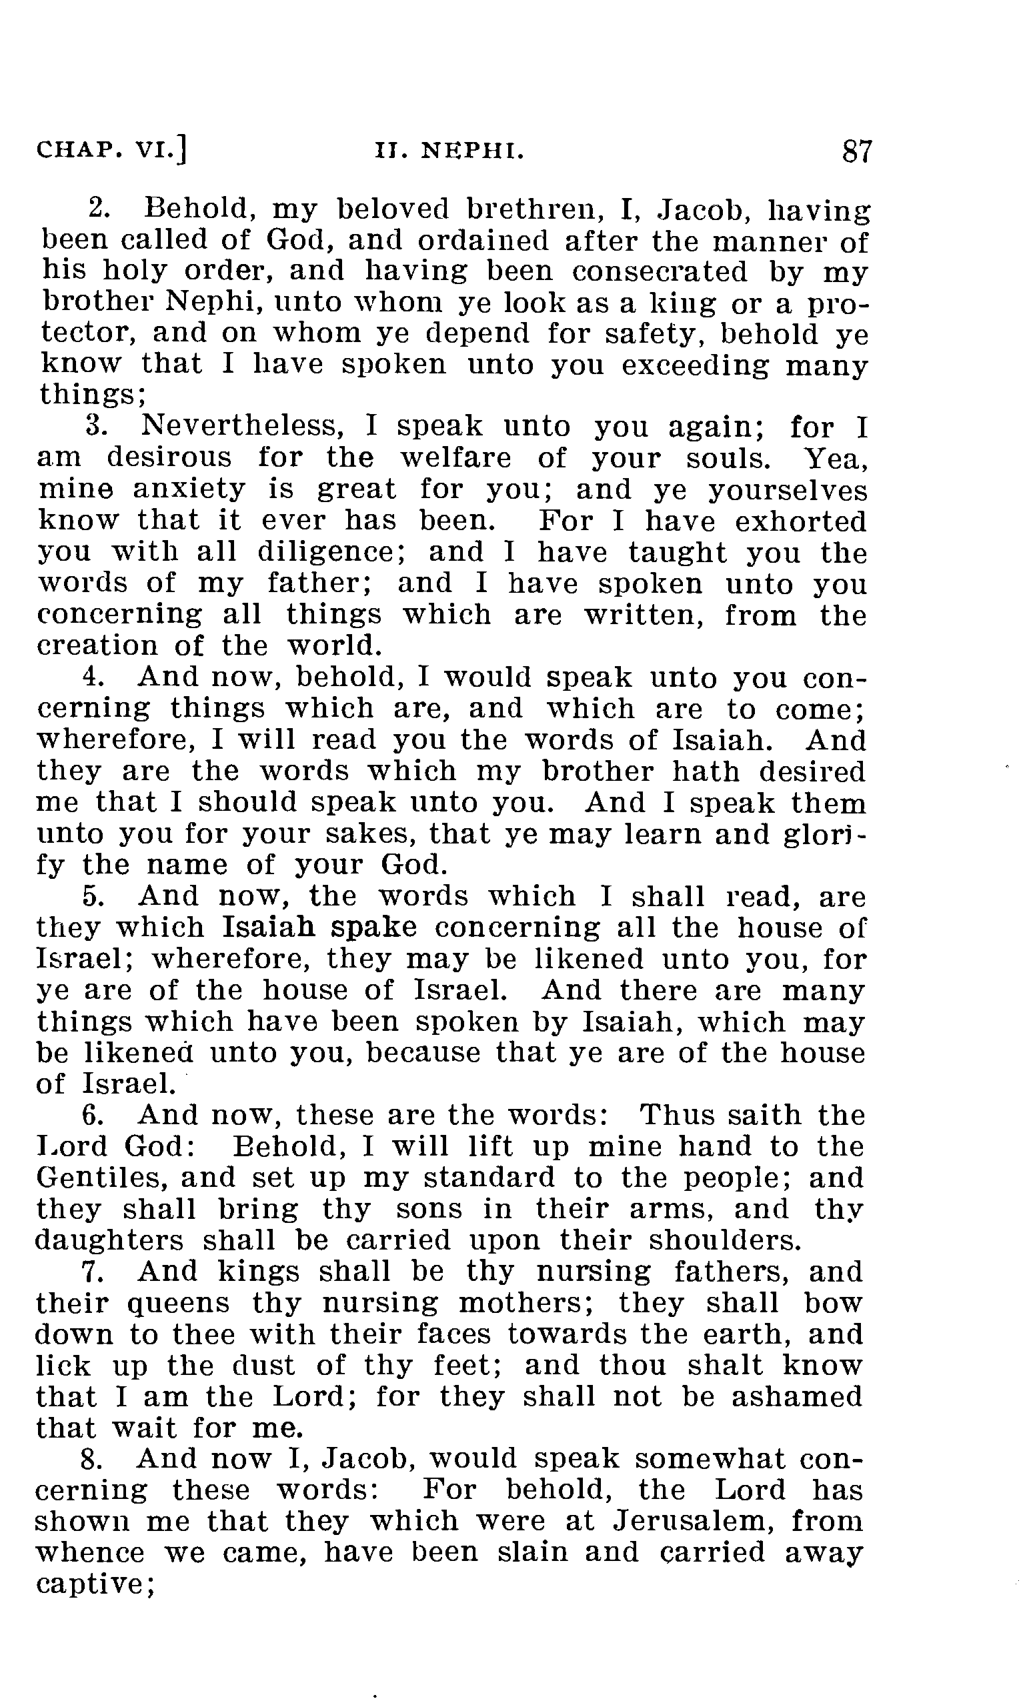 CHAP. VI.] II. NEPHI. 87
2. Behold, my beloved brethren, I, Jacob, having
been called of God, and ordained after the manner of
his holy order, and having been consecrated by my
brother Nephi, unto whom ye look as a king or a pro-
tector, and on whom ye depend for safety, behold ye
know that I have spoken unto you exceeding many
things;
3. Nevertheless, I speak unto you again; for I
am desirous for the welfare of your souls. Yea,
mine anxiety is great for you; and ye yourselves
know that it ever has been. For I have exhorted
you with all diligence; and I have taught you the
words of my father; and I have spoken unto you
concerning all things which are written, from the
creation of the world.
4. And now, behold, I would speak unto you con-
cerning things which are, and which are to come;
wherefore, I will read you the words of Isaiah. And
they are the words which my brother hath desired
me that I should speak unto you. And I speak them
unto you for your sakes, that ye may learn and glori-
fy the name of your God.
5. And now, the words which I shall read, are
they which Isaiah spake concerning all the house of
Israel; wherefore, they may be likened unto you, for
ye are of the house of Israel. And there are many
things which have been spoken by Isaiah, which may
be likened unto you, because that ye are of the house
of Israel.
6. And now, these are the words: Thus saith the
Lord God: Behold, I will lift up mine hand to the
Gentiles, and set up my standard to the people; and
they shall bring thy sons in their arms, and thy
daughters shall be carried upon their shoulders.
7. And kings shall be thy nursing fathers, and
their queens thy nursing mothers; they shall bow
down to thee with their faces towards the earth, and
lick up the dust of thy feet; and thou shalt know
that I am the Lord; for they shall not be ashamed
that wait for me.
8. And now I, Jacob, would speak somewhat con-
cerning these words: For behold, the Lord has
shown me that they which were at Jerusalem, from
whence we came, have been slain and carried away
captive;